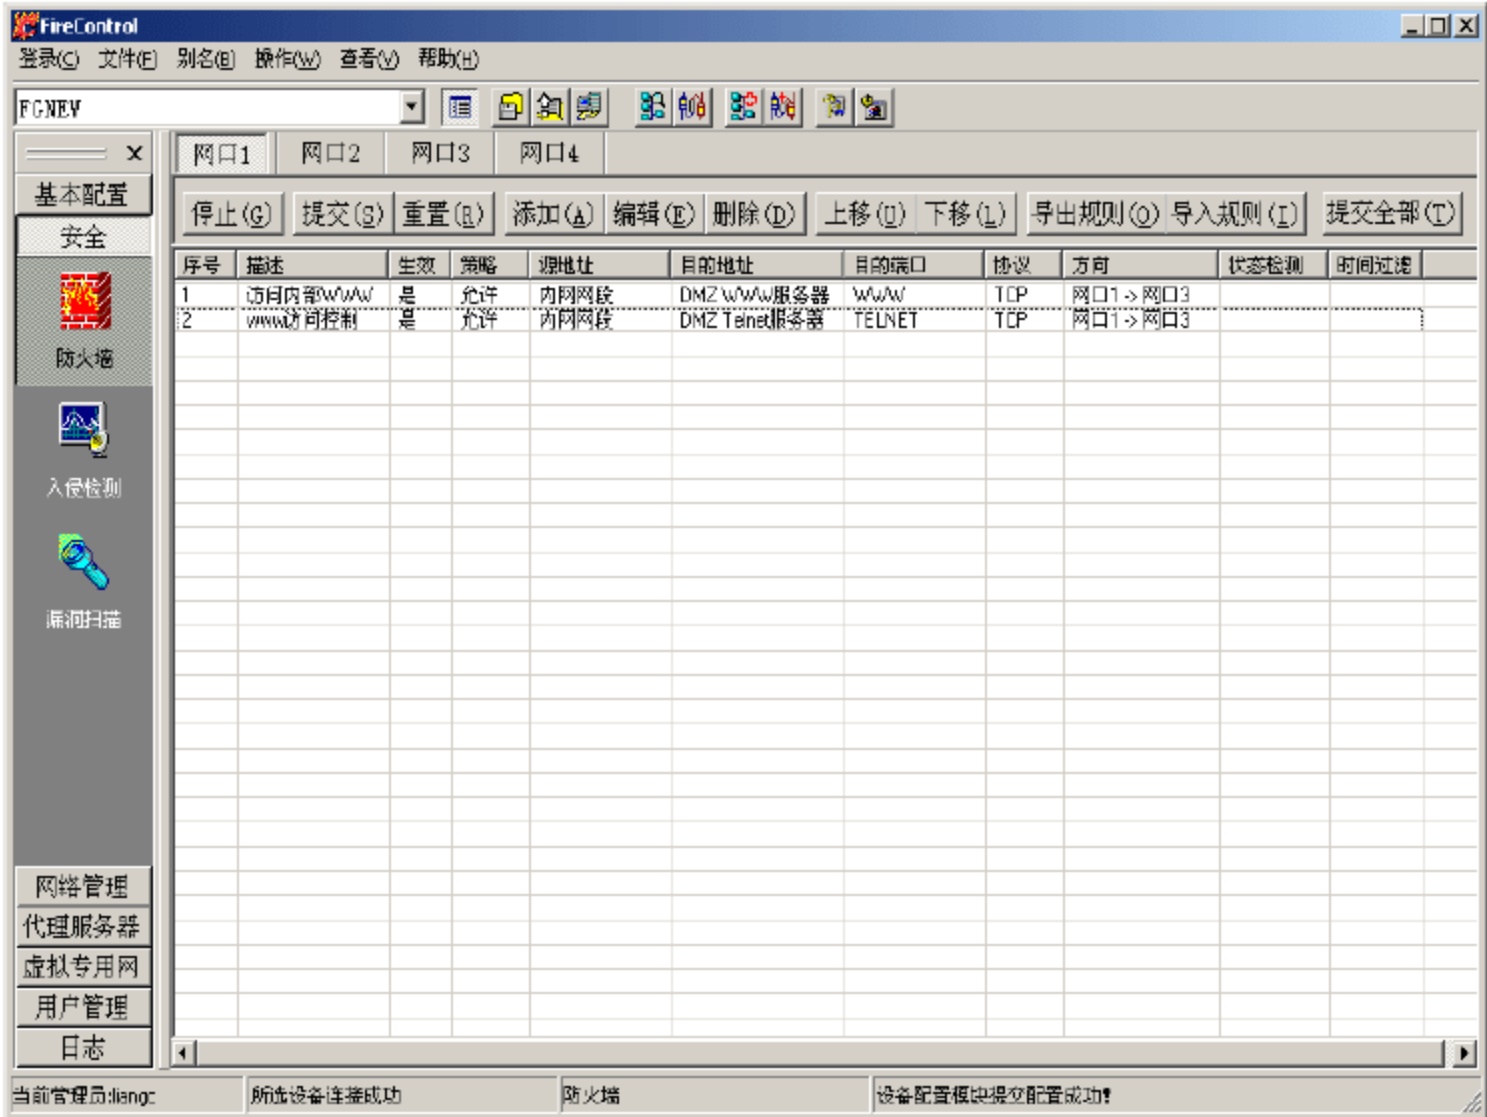 FireControl
登录(C) 文件(F) 别名(B) 操作(W) 查看(V) 帮助(H)
FGNEW
网口1 网口2 网口3 网口4
基本配置
安全
停止(G) 提交(S) 重置(R) 添加(A) 编辑(E) 删除(D) 上移(U) 下移(L) 导出规则(O) 导入规则(I) 提交全部(T)
序号 描述 生效 策略 源地址 目的地址 目的端口 协议 方向 状态检测 时间过滤
1 访问内部WWW 是 允许 内网网段 DMZ WWW服务器 WWW TCP 网口1->网口3
2 www访问控制 是 允许 内网网段 DMZ Telnet服务器 TELNET TCP 网口1->网口3
防火墙
入侵检测
漏洞扫描
网络管理
代理服务器
虚拟专用网
用户管理
日志
当前管理员:liangc 所选设备连接成功 防火墙 设备配置模块提交配置成功!